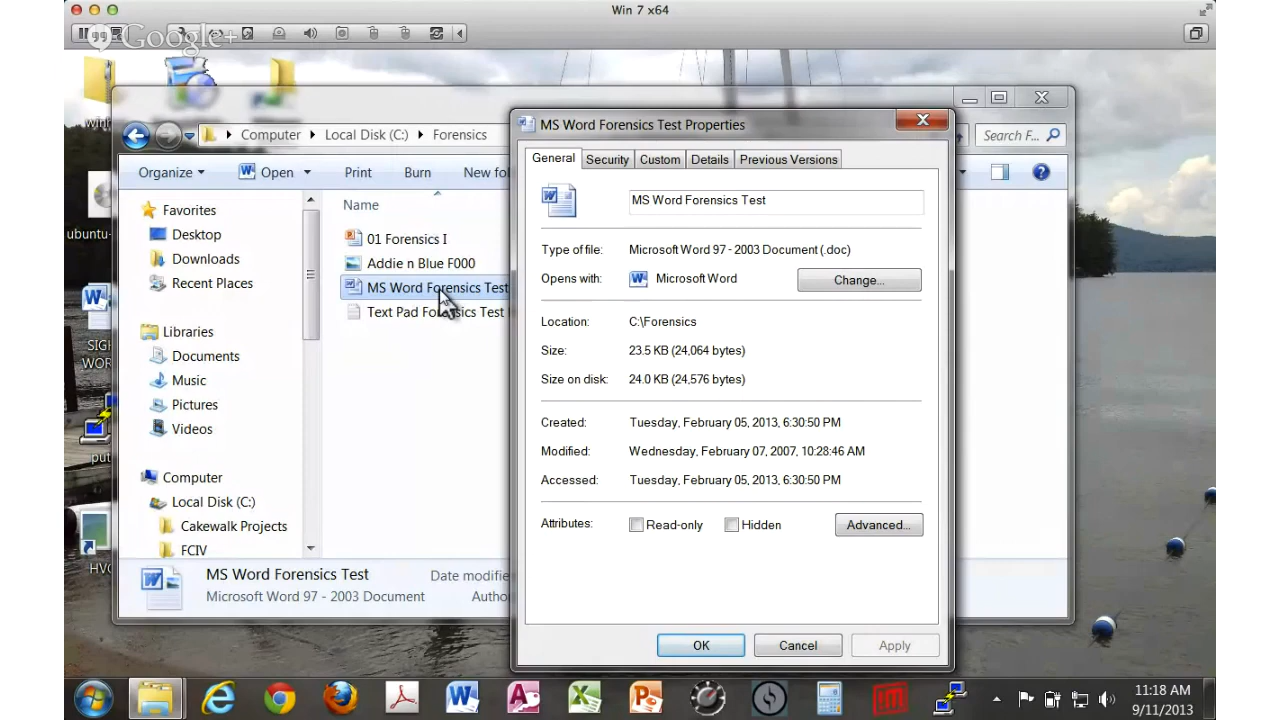 Win 7 x64
Google+
Computer Local Disk (C:) Forensics
Search F...
Organize Open Print Burn New fol
Favorites
Desktop
Downloads
Recent Places
Libraries
Documents
Music
Pictures
Videos
Computer
Local Disk (C:)
Cakewalk Projects
FCIV
Name
01 Forensics I
Addie n Blue F000
MS Word Forensics Test
Text Pad Forensics Test
MS Word Forensics Test Date modifie
Microsoft Word 97 - 2003 Document Autho
MS Word Forensics Test Properties
General Security Custom Details Previous Versions
MS Word Forensics Test
Type of file: Microsoft Word 97 - 2003 Document (.doc)
Opens with: Microsoft Word Change...
Location: C:\Forensics
Size: 23.5 KB (24,064 bytes)
Size on disk: 24.0 KB (24,576 bytes)
Created: Tuesday, February 05, 2013, 6:30:50 PM
Modified: Wednesday, February 07, 2007, 10:28:46 AM
Accessed: Tuesday, February 05, 2013, 6:30:50 PM
Attributes: Read-only Hidden Advanced...
OK Cancel Apply
ubuntu-
SIGH
WOR
put
HVC
11:18 AM
9/11/2013